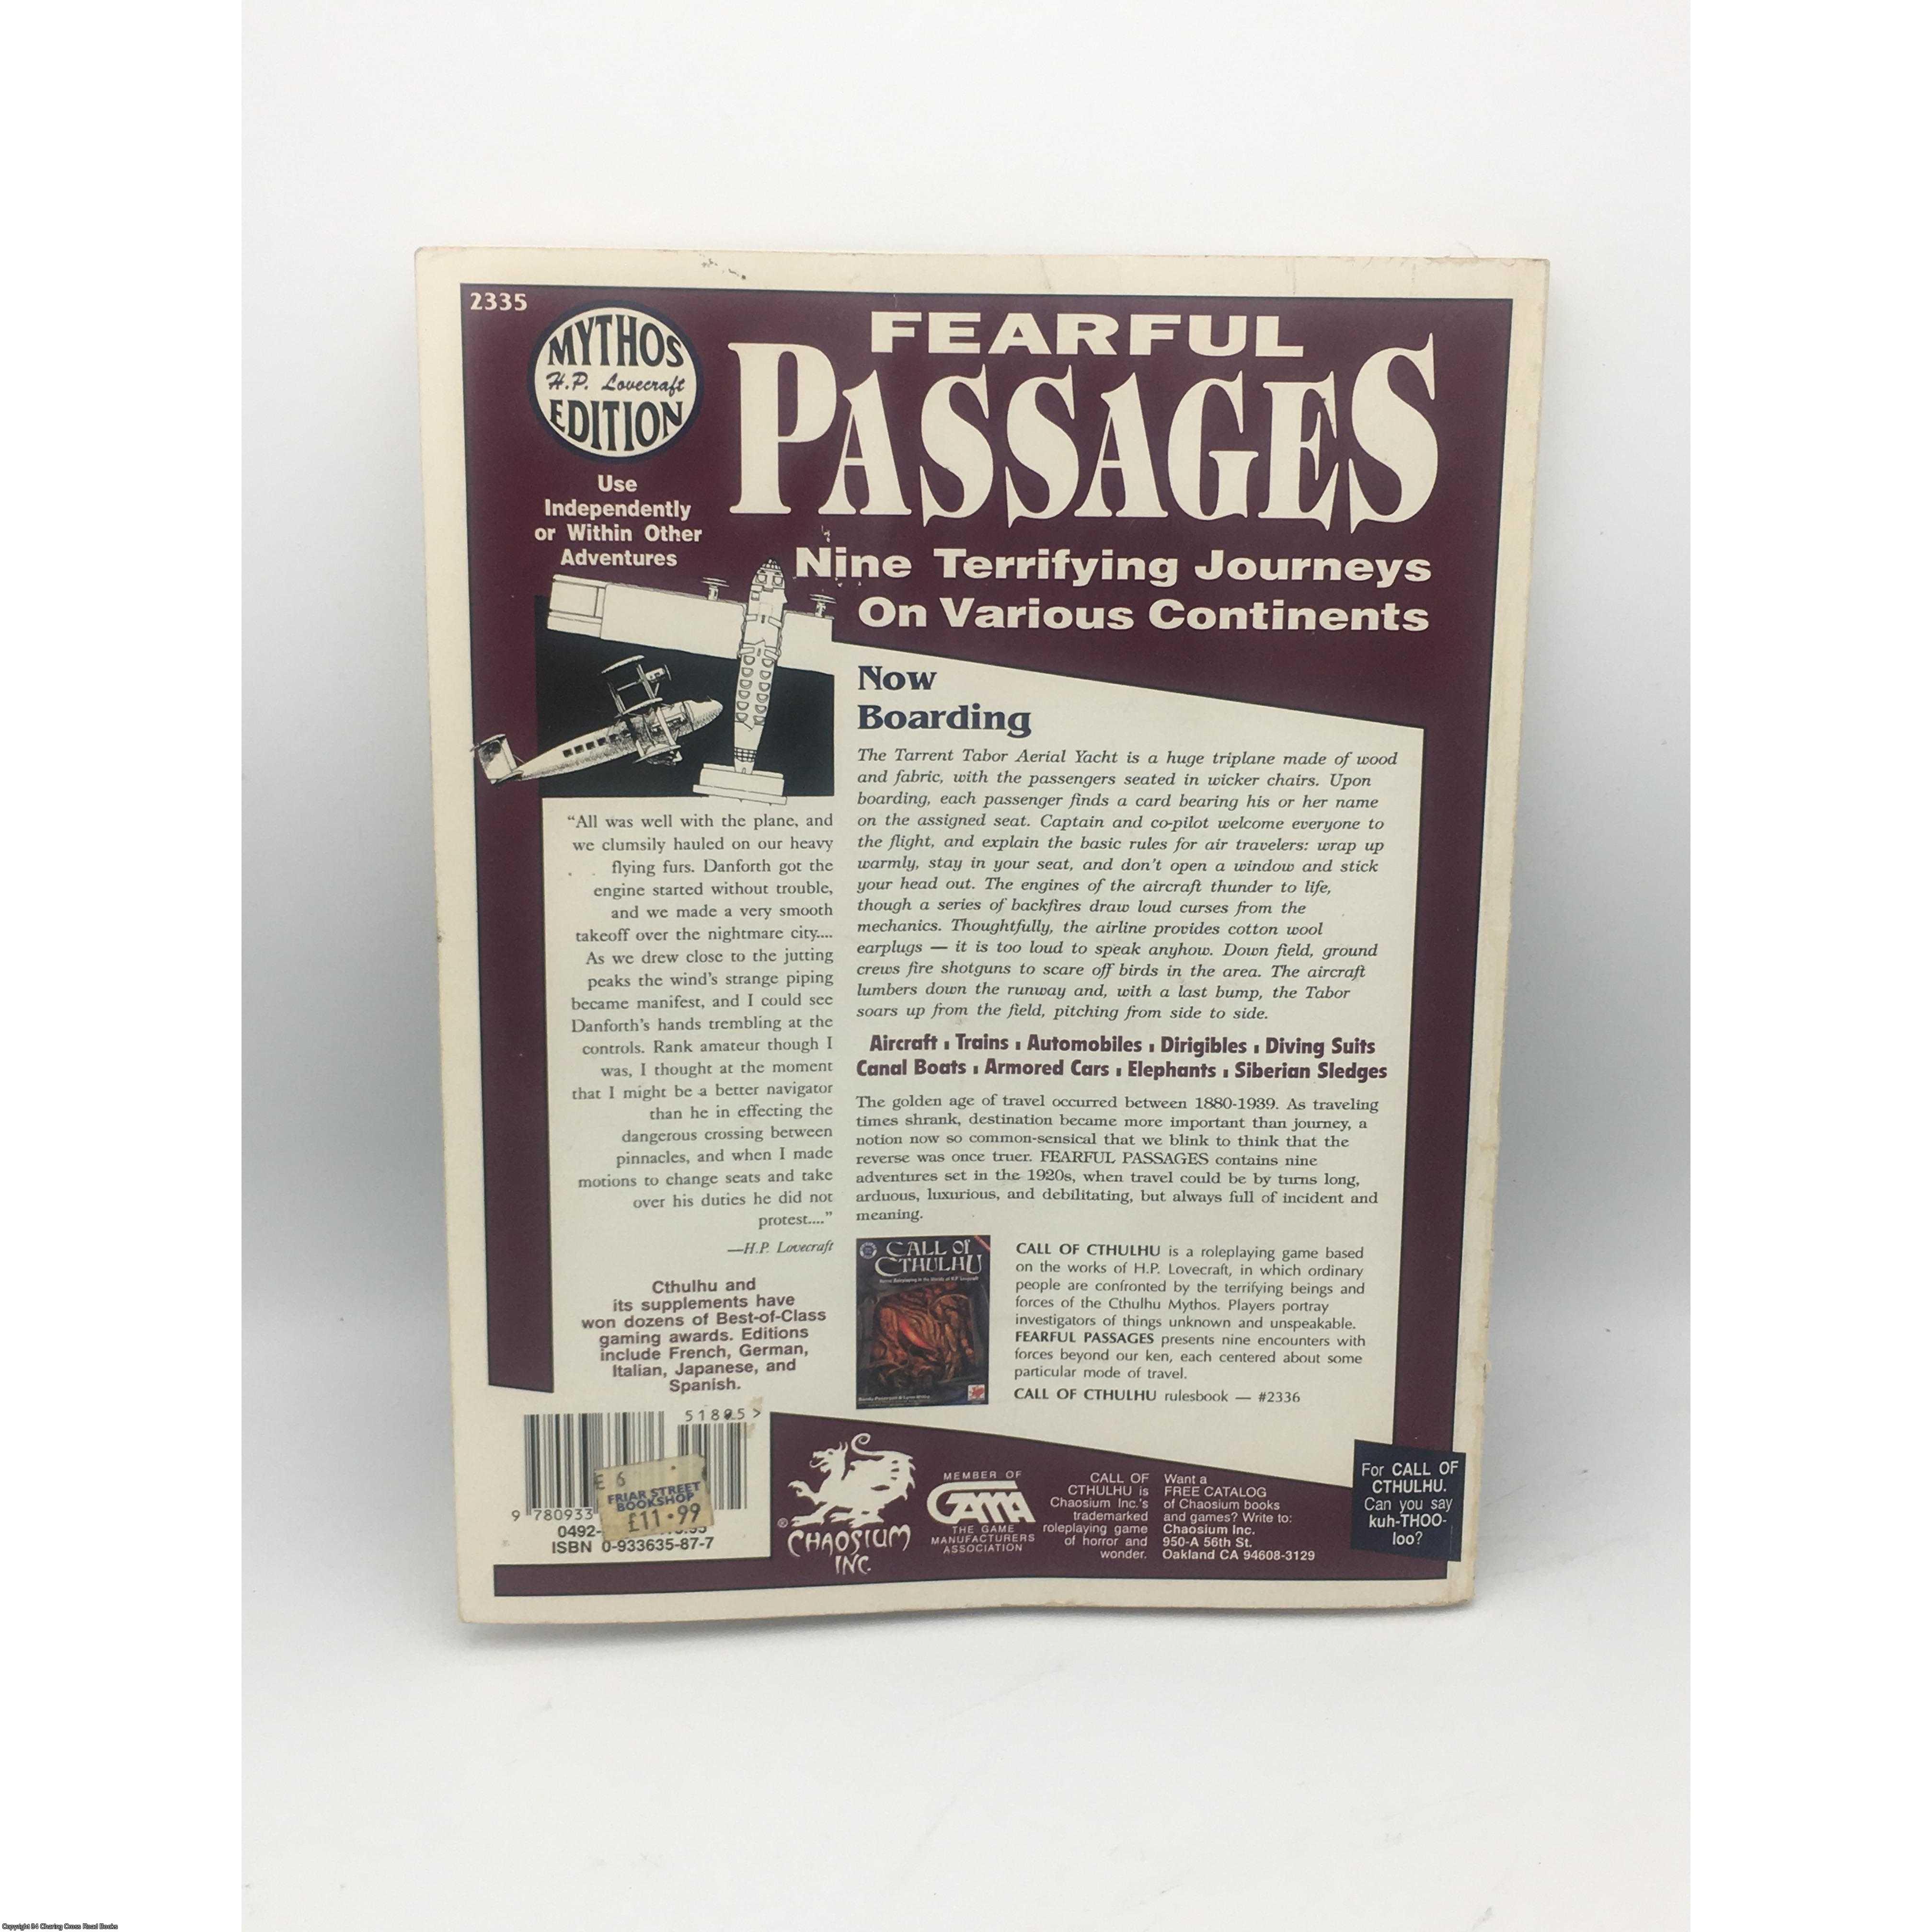 2335
MYTHOS
H.P. Lovecraft
EDITION
Use
Independently
or Within Other
Adventures
FEARFUL
PASSAGES
Nine Terrifying Journeys
On Various Continents
"All was well with the plane, and
we clumsily hauled on our heavy
flying furs. Danforth got the
engine started without trouble,
and we made a very smooth
takeoff over the nightmare city....
As we drew close to the jutting
peaks the wind's strange piping
became manifest, and I could see
Danforth's hands trembling at the
controls. Rank amateur though I
was, I thought at the moment
that I might be a better navigator
than he in effecting the
dangerous crossing between
pinnacles, and when I made
motions to change seats and take
over his duties he did not
protest...."
—H.P. Lovecraft
Cthulhu and
its supplements have
won dozens of Best-of-Class
gaming awards. Editions
include French, German,
Italian, Japanese, and
Spanish.
Now
Boarding
The Tarrent Tabor Aerial Yacht is a huge triplane made of wood
and fabric, with the passengers seated in wicker chairs. Upon
boarding, each passenger finds a card bearing his or her name
on the assigned seat. Captain and co-pilot welcome everyone to
the flight, and explain the basic rules for air travelers: wrap up
warmly, stay in your seat, and don't open a window and stick
your head out. The engines of the aircraft thunder to life,
though a series of backfires draw loud curses from the
mechanics. Thoughtfully, the airline provides cotton wool
earplugs — it is too loud to speak anyhow. Down field, ground
crews fire shotguns to scare off birds in the area. The aircraft
lumbers down the runway and, with a last bump, the Tabor
soars up from the field, pitching from side to side.
Aircraft ı Trains ı Automobiles ı Dirigibles ı Diving Suits
Canal Boats ı Armored Cars ı Elephants ı Siberian Sledges
The golden age of travel occurred between 1880-1939. As traveling
times shrank, destination became more important than journey, a
notion now so common-sensical that we blink to think that the
reverse was once truer. FEARFUL PASSAGES contains nine
adventures set in the 1920s, when travel could be by turns long,
arduous, luxurious, and debilitating, but always full of incident and
meaning.
CALL OF
CTHULHU
CALL OF CTHULHU is a roleplaying game based
on the works of H.P. Lovecraft, in which ordinary
people are confronted by the terrifying beings and
forces of the Cthulhu Mythos. Players portray
investigators of things unknown and unspeakable.
FEARFUL PASSAGES presents nine encounters with
forces beyond our ken, each centered about some
particular mode of travel.
CALL OF CTHULHU rulesbook — #2336
51895>
£ 6
FRIAR STREET
BOOKSHOP
£11·99
9 780933
0492-
ISBN 0-933635-87-7
®
CHAOSIUM
INC.
MEMBER OF
GAMA
THE GAME
MANUFACTURERS
ASSOCIATION
CALL OF
CTHULHU is
Chaosium Inc.'s
trademarked
roleplaying game
of horror and
wonder.
Want a
FREE CATALOG
of Chaosium books
and games? Write to:
Chaosium Inc.
950-A 56th St.
Oakland CA 94608-3129
For CALL OF
CTHULHU.
Can you say
kuh-THOO-
loo?
Copyright 84 Charing Cross Road Books